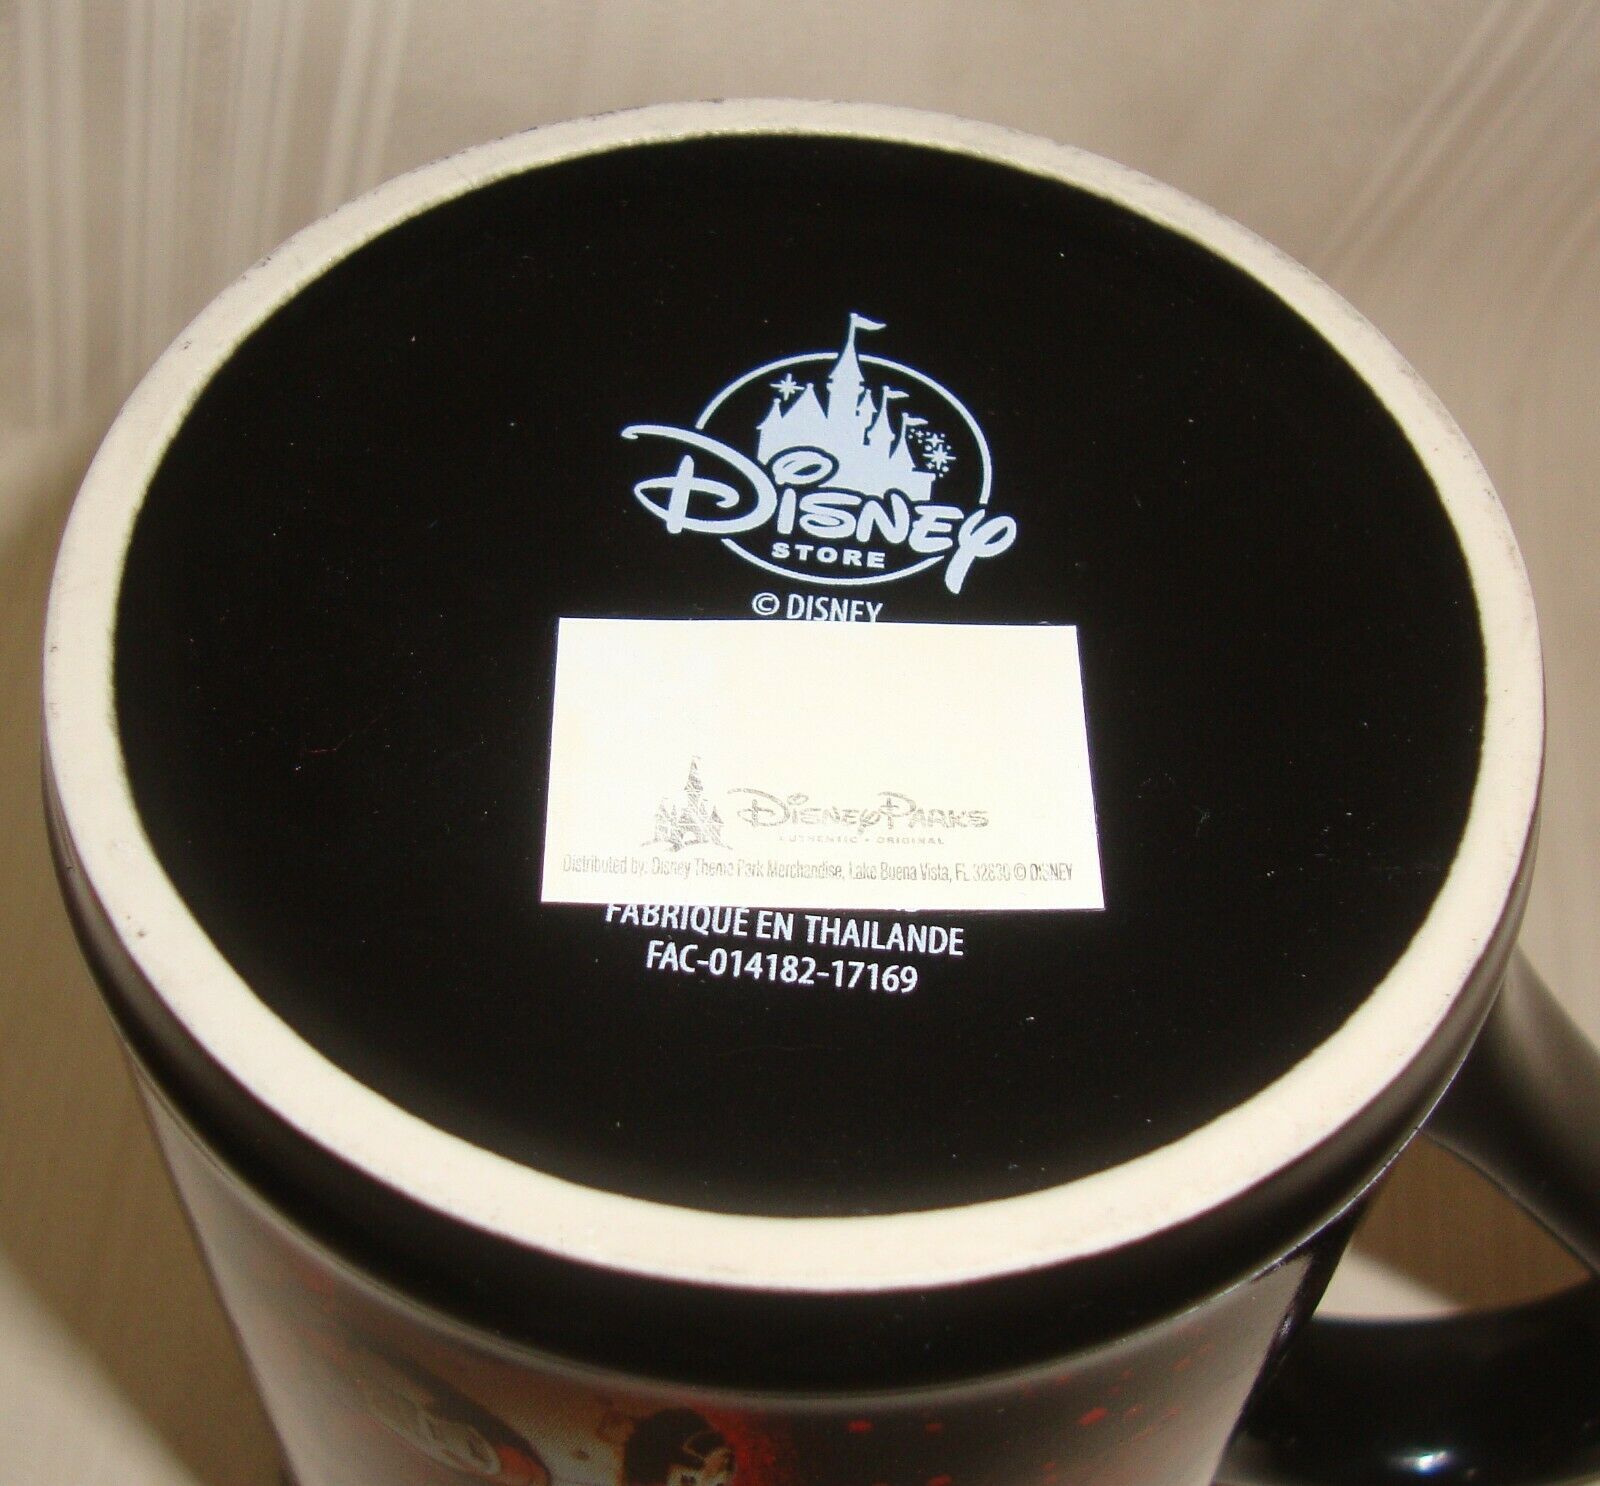 DISNEY
STORE
© DISNEY
DISNEY PARKS
AUTHENTIC • ORIGINAL
Distributed by: Disney Theme Park Merchandise, Lake Buena Vista, FL 32830 © DISNEY
FABRIQUÉ EN THAILANDE
FAC-014182-17169